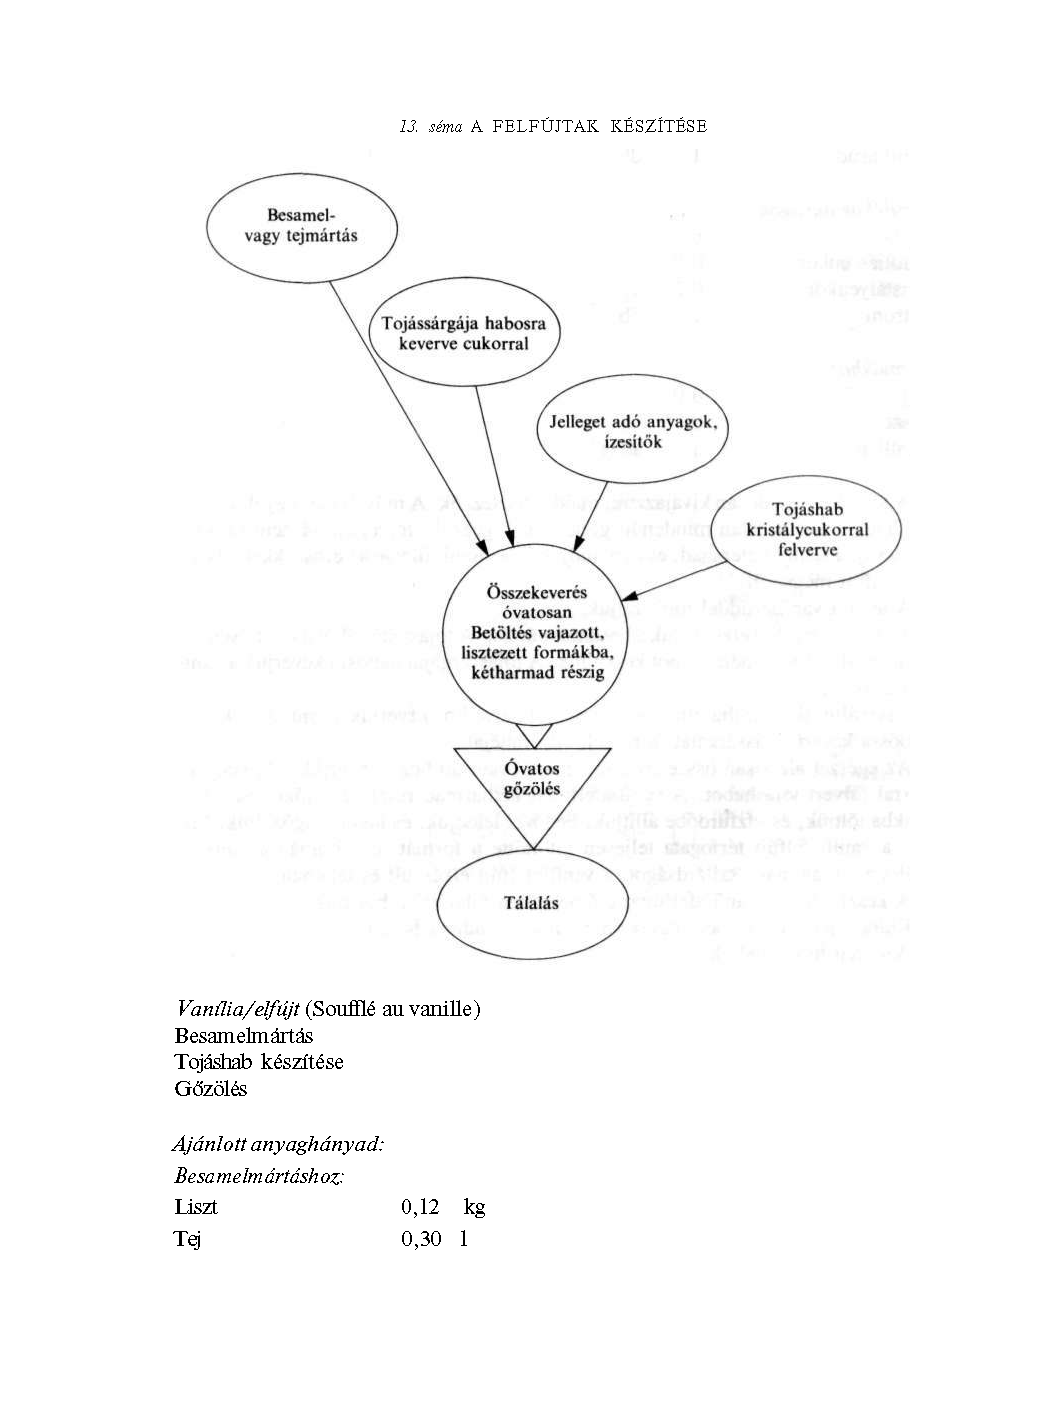 13. séma A FELFÚJTAK KÉSZÍTÉSE
Besamel-
vagy tejmártás
Tojássárgája habosra
keverve cukorral
Jelleget adó anyagok,
ízesítők
Tojáshab
kristálycukorral
felverve
Összekeverés
óvatosan
Betöltés vajazott,
lisztezett formákba,
kétharmad részig
Óvatos
gőzölés
Tálalás
Vanília/elfújt (Soufflé au vanille)
Besamelmártás
Tojáshab készítése
Gőzölés
Ajánlott anyaghányad:
Besamelmártáshoz:
Liszt 0,12 kg
Tej 0,30 l